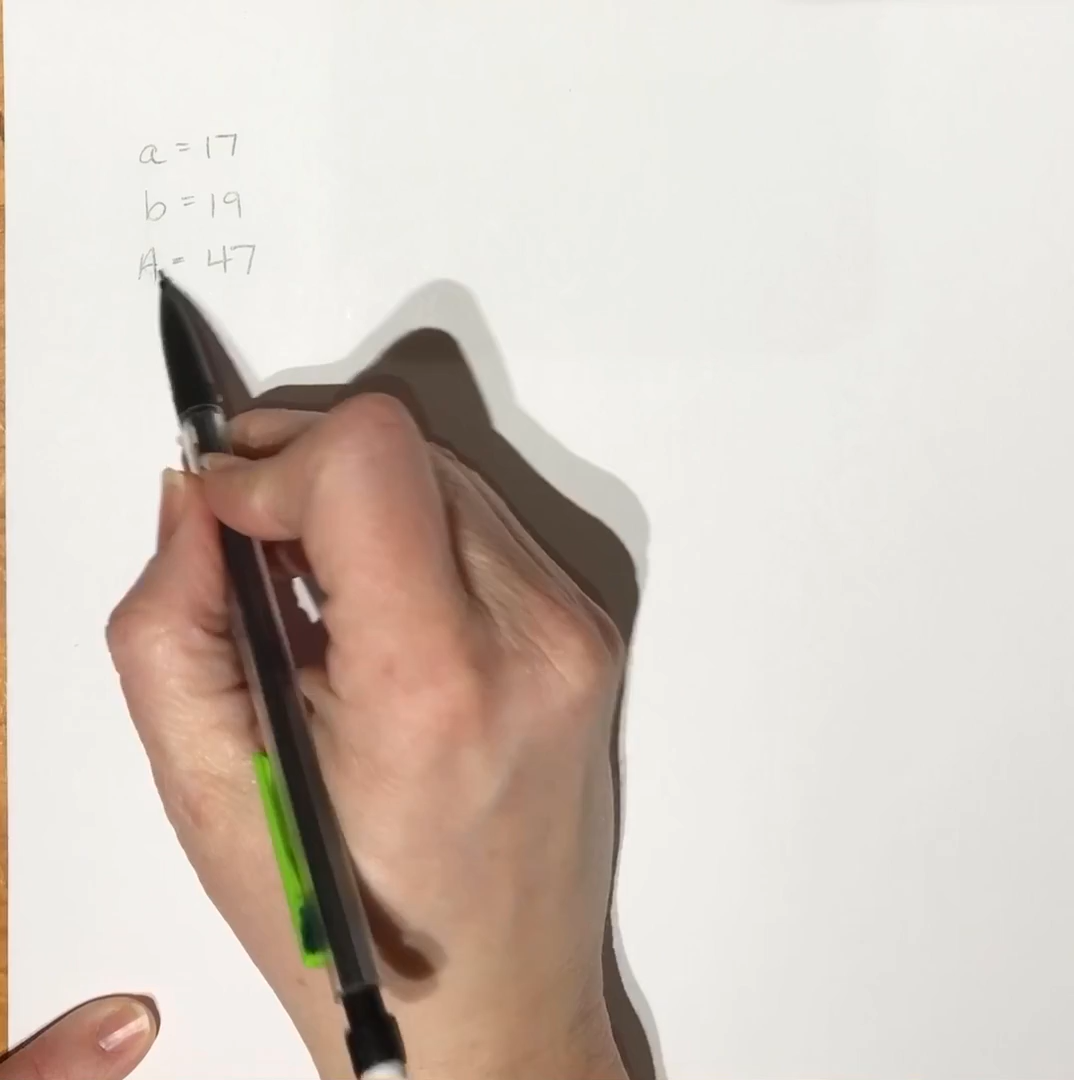 a = 17
b = 19
A = 47